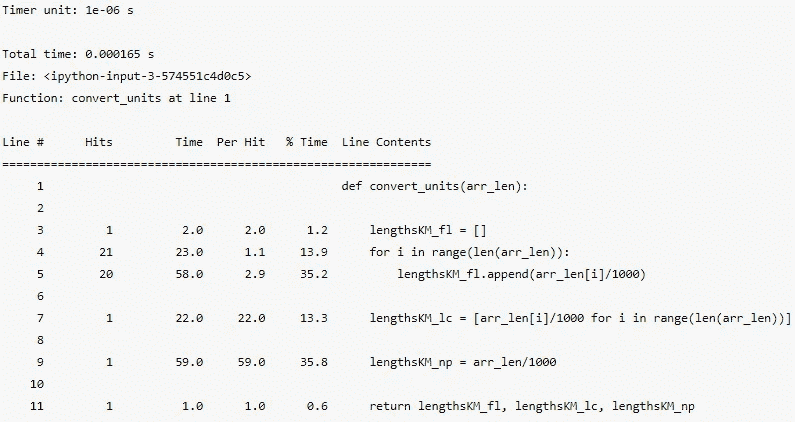 Timer unit: 1e-06 s
Total time: 0.000165 s
File: <ipython-input-3-574551c4d0c5>
Function: convert_units at line 1
Line #      Hits         Time  Per Hit   % Time  Line Contents
==============================================================
     1                                           def convert_units(arr_len):
     2
     3         1          2.0      2.0      1.2      lengthsKM_fl = []
     4        21         23.0      1.1     13.9      for i in range(len(arr_len)):
     5        20         58.0      2.9     35.2          lengthsKM_fl.append(arr_len[i]/1000)
     6
     7         1         22.0     22.0     13.3      lengthsKM_lc = [arr_len[i]/1000 for i in range(len(arr_len))]
     8
     9         1         59.0     59.0     35.8      lengthsKM_np = arr_len/1000
    10
    11         1          1.0      1.0      0.6      return lengthsKM_fl, lengthsKM_lc, lengthsKM_np